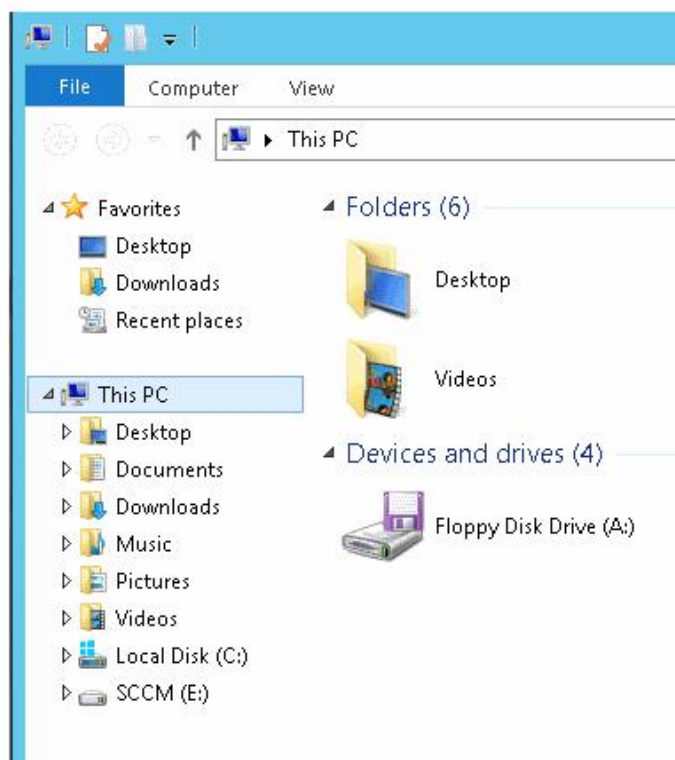 File Computer View
This PC
Favorites
Desktop
Downloads
Recent places
This PC
Desktop
Documents
Downloads
Music
Pictures
Videos
Local Disk (C:)
SCCM (E:)
Folders (6)
Desktop
Videos
Devices and drives (4)
Floppy Disk Drive (A:)